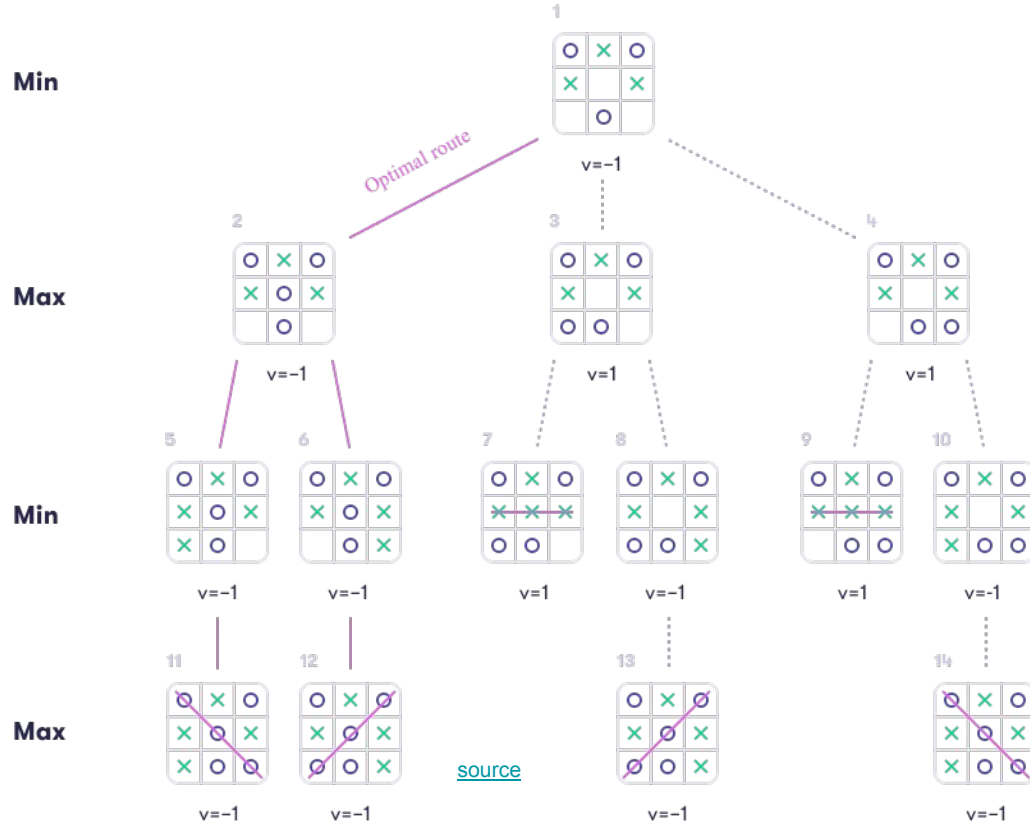 1
Min
Optimal route
v=-1
2
3
4
Max
v=-1
v=1
v=1
5
6
7
8
9
10
Min
v=-1
v=-1
v=1
v=-1
v=1
v=-1
11
12
13
14
Max
source
v=-1
v=-1
v=-1
v=-1